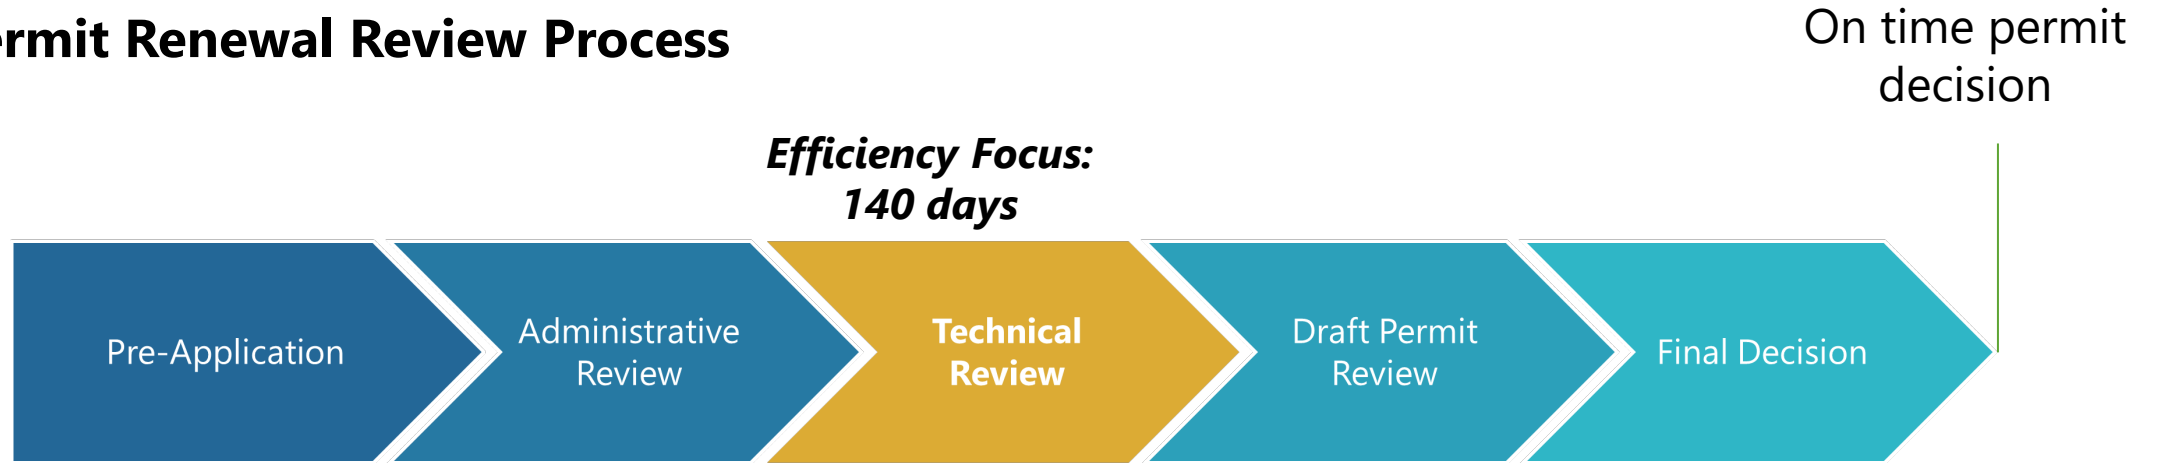 ermit Renewal Review Process
On time permit
decision
Efficiency Focus:
140 days
Pre-Application
Administrative
Review
Technical
Review
Draft Permit
Review
Final Decision